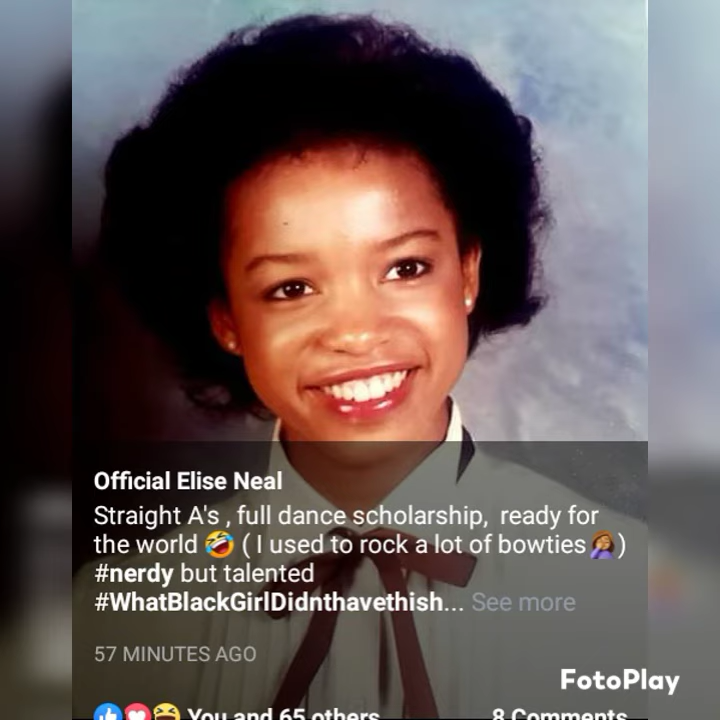 Official Elise Neal
Straight A's , full dance scholarship, ready for
the world 🤣 ( I used to rock a lot of bowties🤦🏾‍♀️)
#nerdy but talented
#WhatBlackGirlDidnthavethish... See more
57 MINUTES AGO
FotoPlay
You and 65 others 8 Comments